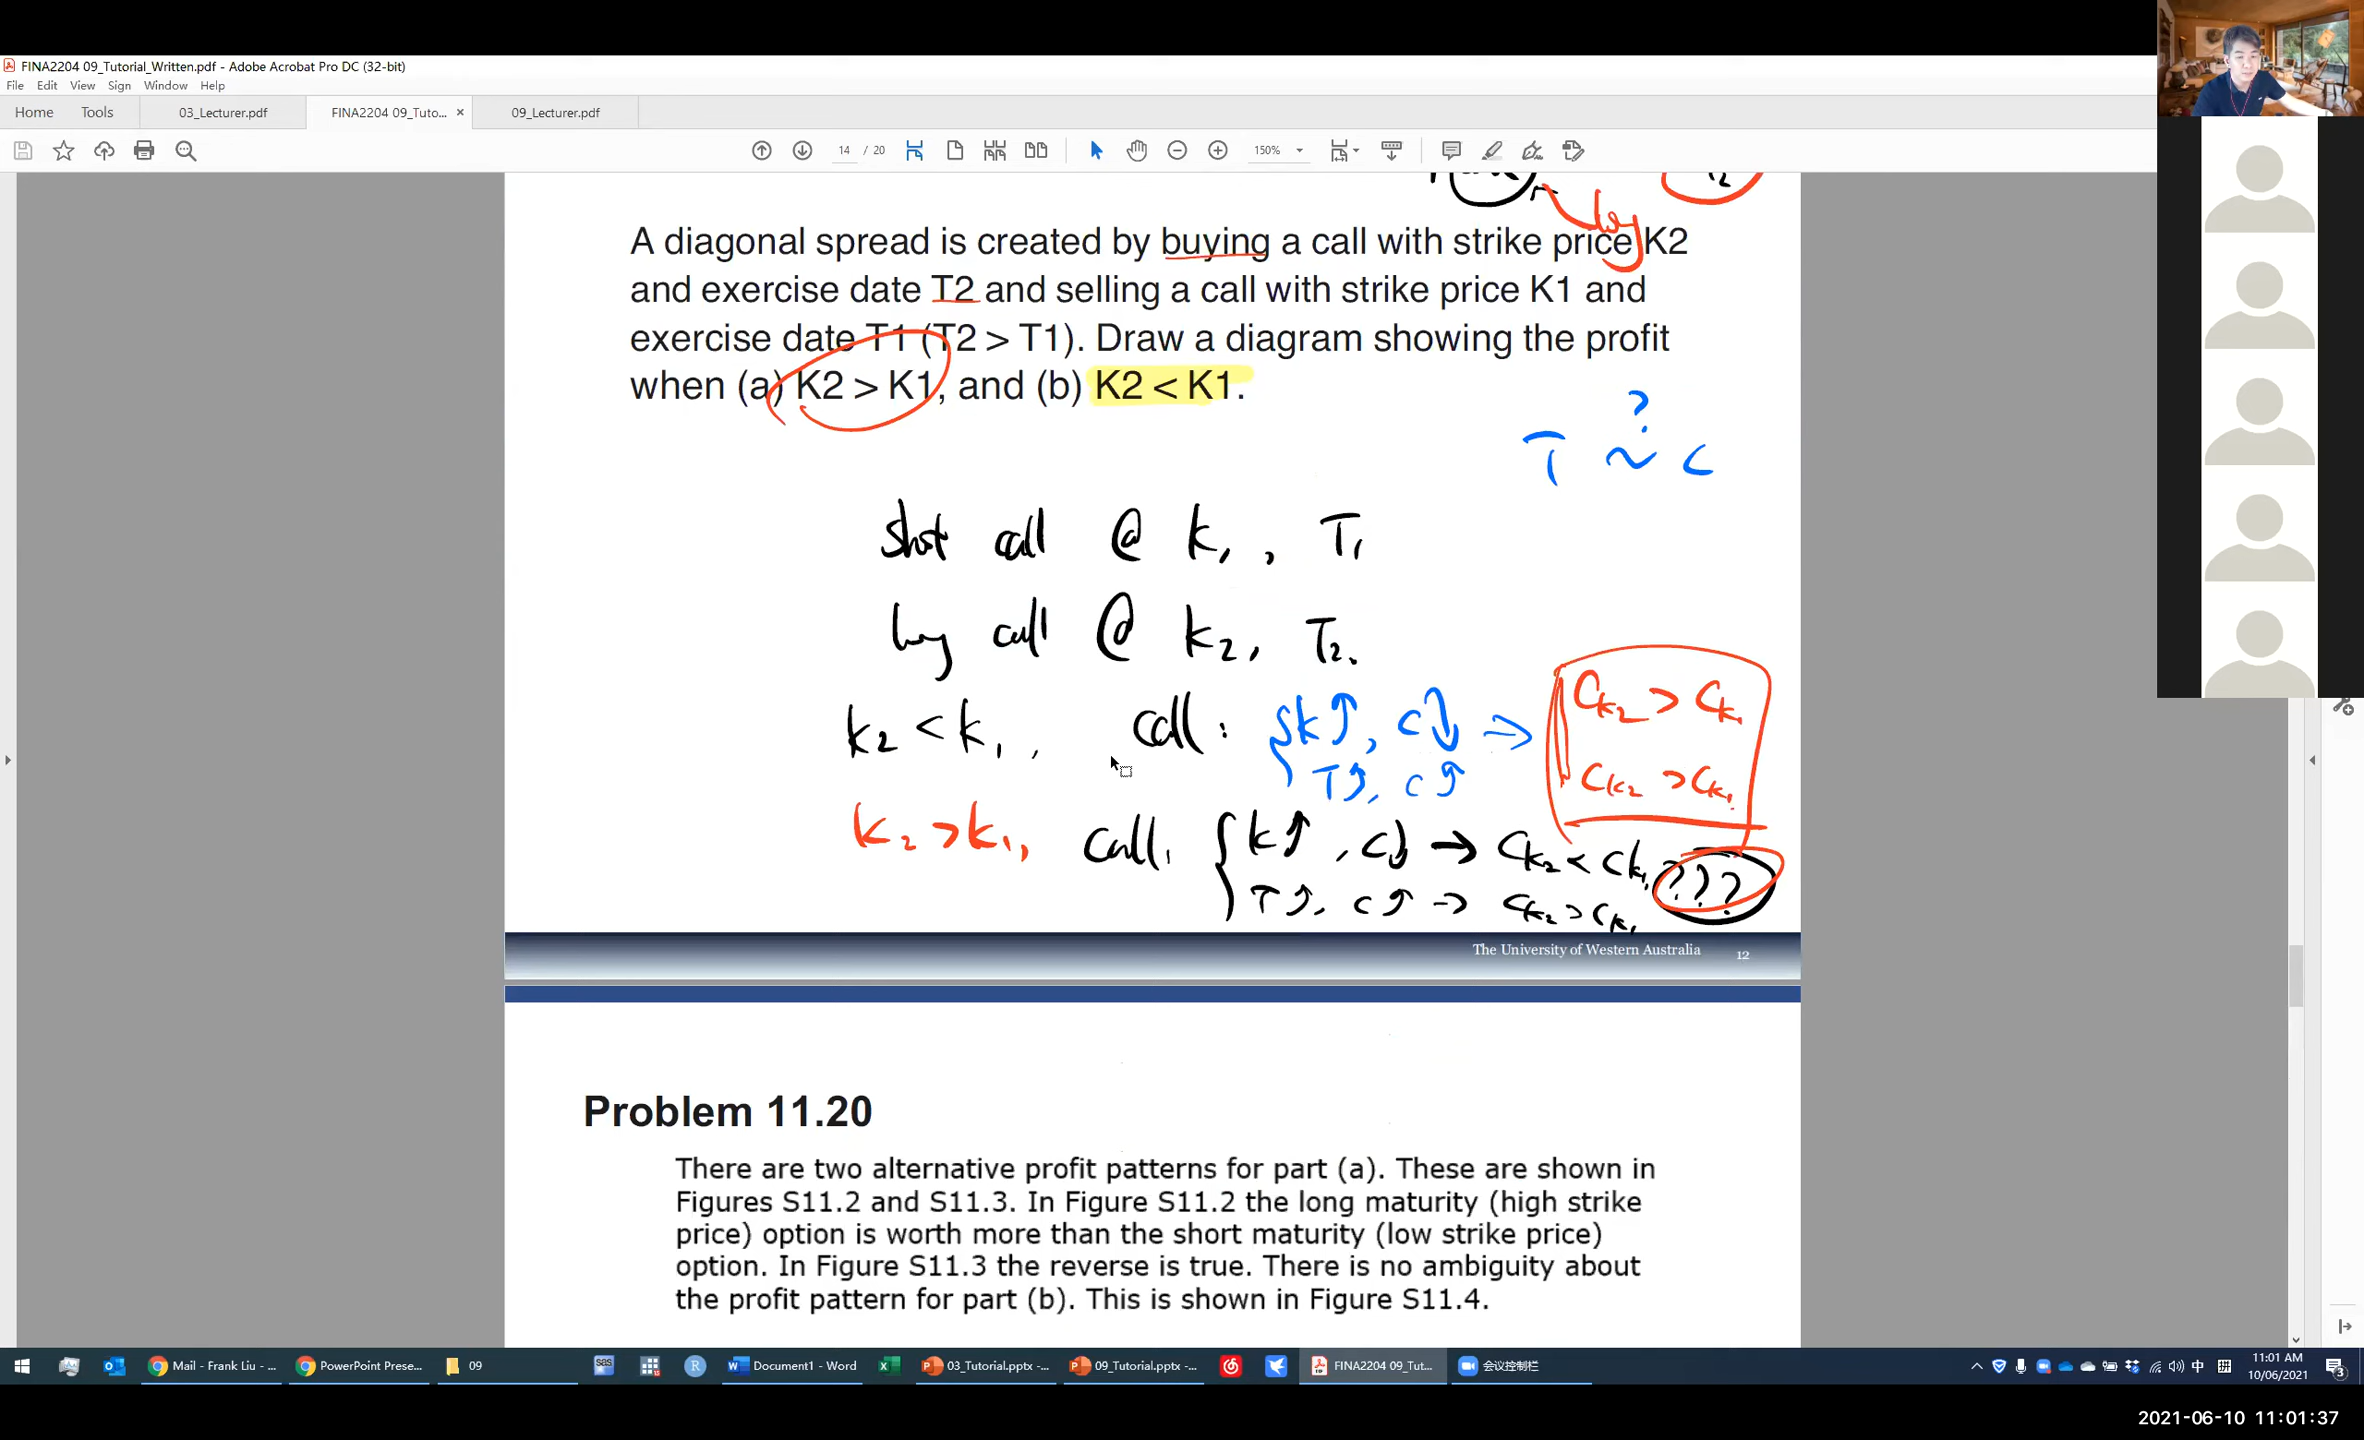 FINA2204 09_Tutorial_Written.pdf - Adobe Acrobat Pro DC (32-bit)
File Edit View Sign Window Help
Home Tools 03_Lecturer.pdf FINA2204 09_Tuto... × 09_Lecturer.pdf
14 / 20 150%
T2
long
A diagonal spread is created by buying a call with strike price K2
and exercise date T2 and selling a call with strike price K1 and
exercise date T1 (T2 > T1). Draw a diagram showing the profit
when (a) K2 > K1, and (b) K2 < K1.
?
T ~ C
short call @ K1, T1
long call @ K2, T2.
K2 < K1, call: { K↑, C↓ ⇒ CK2 > CK1
T↑, C↑ CK2 > CK1
K2 > K1, call, { K↑, C↓ → CK2 < CK1 ???
T↑, C↑ → CK2 > CK1
The University of Western Australia 12
Problem 11.20
There are two alternative profit patterns for part (a). These are shown in
Figures S11.2 and S11.3. In Figure S11.2 the long maturity (high strike
price) option is worth more than the short maturity (low strike price)
option. In Figure S11.3 the reverse is true. There is no ambiguity about
the profit pattern for part (b). This is shown in Figure S11.4.
Mail - Frank Liu - ... PowerPoint Prese... 09 SAS R Document1 - Word 03_Tutorial.pptx -... 09_Tutorial.pptx -... FINA2204 09_Tut... 会议控制栏 中 拼 11:01 AM
10/06/2021 3
2021-06-10 11:01:37